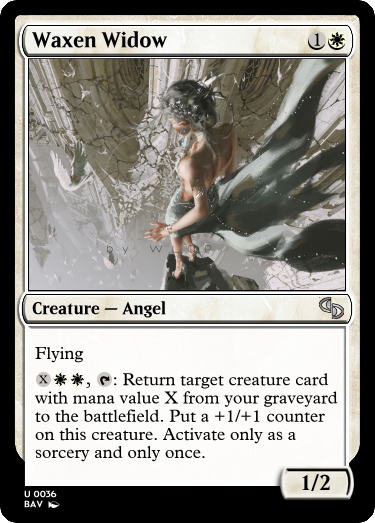 Waxen Widow 1
Creature — Angel
Flying
X, : Return target creature card
with mana value X from your graveyard
to the battlefield. Put a +1/+1 counter
on this creature. Activate only as a
sorcery and only once.
1/2
U 0036
BAV